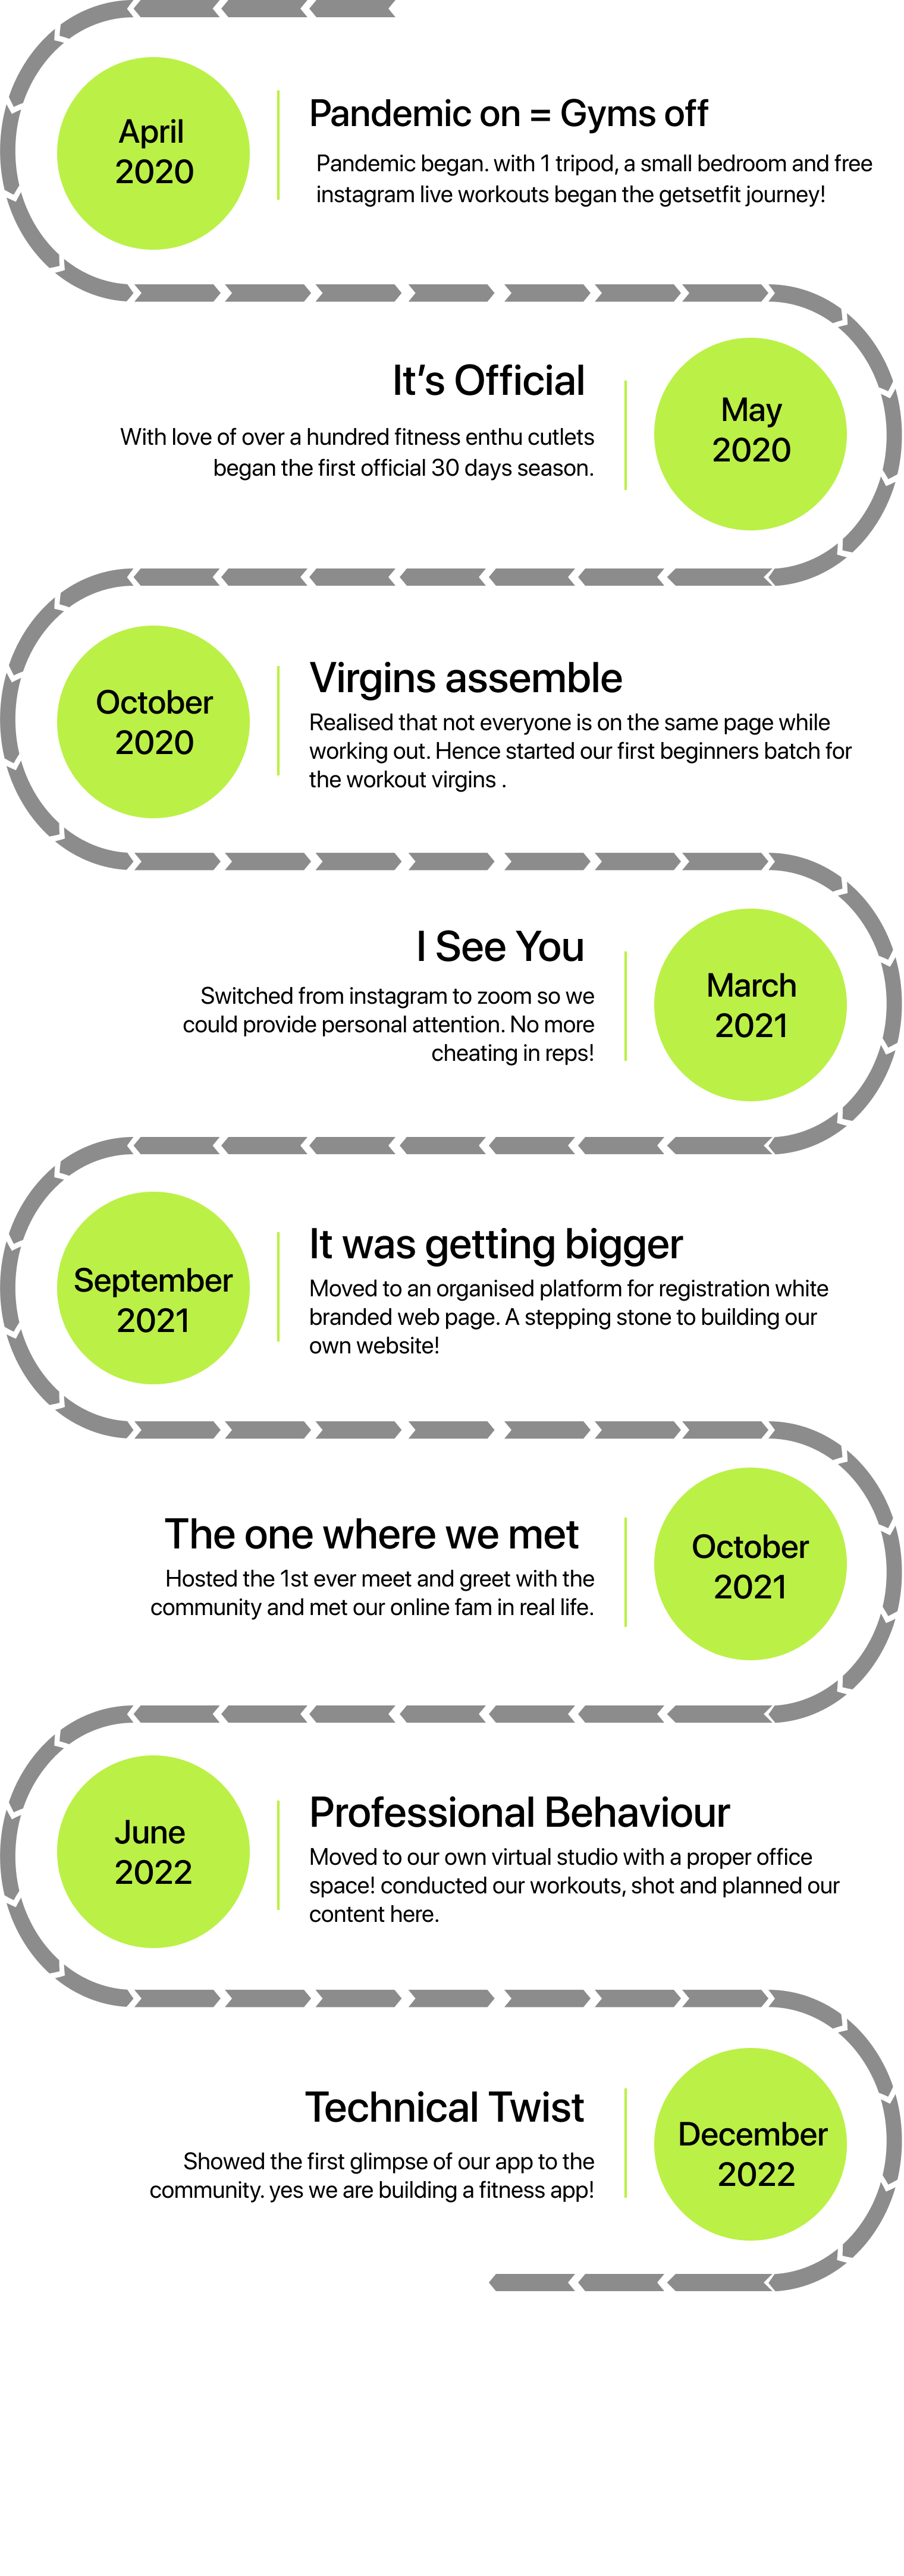 April
2020
Pandemic on = Gyms off
Pandemic began. with 1 tripod, a small bedroom and free
instagram live workouts began the getsetfit journey!
It’s Official
With love of over a hundred fitness enthu cutlets
began the first official 30 days season.
May
2020
October
2020
Virgins assemble
Realised that not everyone is on the same page while
working out. Hence started our first beginners batch for
the workout virgins .
I See You
Switched from instagram to zoom so we
could provide personal attention. No more
cheating in reps!
March
2021
September
2021
It was getting bigger
Moved to an organised platform for registration white
branded web page. A stepping stone to building our
own website!
The one where we met
Hosted the 1st ever meet and greet with the
community and met our online fam in real life.
October
2021
June
2022
Professional Behaviour
Moved to our own virtual studio with a proper office
space! conducted our workouts, shot and planned our
content here.
Technical Twist
Showed the first glimpse of our app to the
community. yes we are building a fitness app!
December
2022